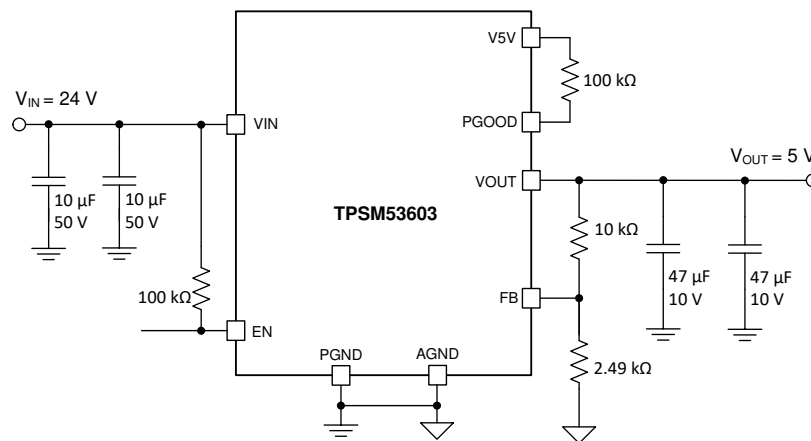 V5V
100 kΩ
PGOOD
VIN = 24 V
VIN
VOUT
VOUT = 5 V
10 µF
50 V
10 µF
50 V
TPSM53603
10 kΩ
47 µF
10 V
47 µF
10 V
100 kΩ
FB
EN
PGND
AGND
2.49 kΩ